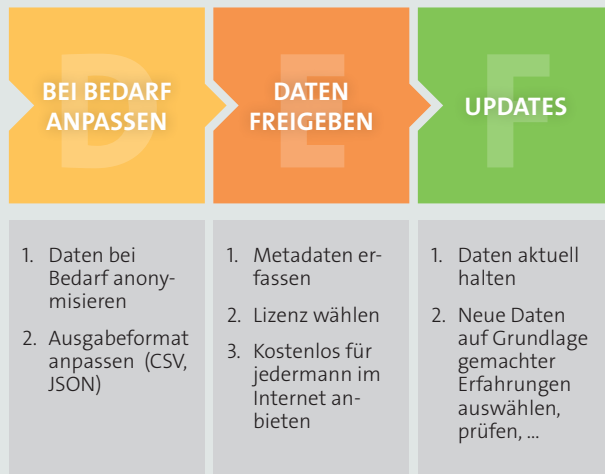 D
BEI BEDARF
ANPASSEN
E
DATEN
FREIGEBEN
F
UPDATES
1. Daten bei
Bedarf anony-
misieren
2. Ausgabeformat
anpassen (CSV,
JSON)
1. Metadaten er-
fassen
2. Lizenz wählen
3. Kostenlos für
jedermann im
Internet an-
bieten
1. Daten aktuell
halten
2. Neue Daten
auf Grundlage
gemachter
Erfahrungen
auswählen,
prüfen, ...